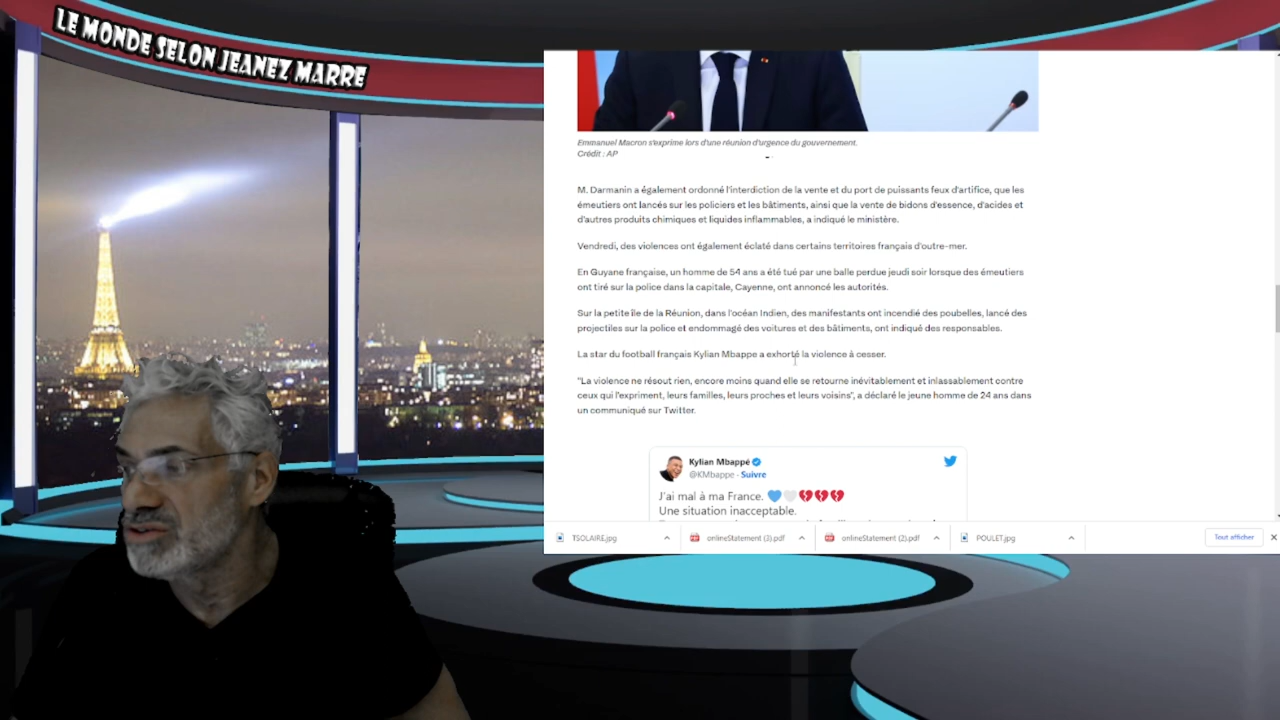 LE MONDE SELON JEANEZ MARRE
Emmanuel Macron s'exprime lors d'une réunion d'urgence du gouvernement.
Crédit : AP
M. Darmanin a également ordonné l'interdiction de la vente et du port de puissants feux d'artifice, que les
émeutiers ont lancés sur les policiers et les bâtiments, ainsi que la vente de bidons d'essence, d'acides et
d'autres produits chimiques et liquides inflammables, a indiqué le ministère.
Vendredi, des violences ont également éclaté dans certains territoires français d'outre-mer.
En Guyane française, un homme de 54 ans a été tué par une balle perdue jeudi soir lorsque des émeutiers
ont tiré sur la police dans la capitale, Cayenne, ont annoncé les autorités.
Sur la petite île de la Réunion, dans l'océan Indien, des manifestants ont incendié des poubelles, lancé des
projectiles sur la police et endommagé des voitures et des bâtiments, ont indiqué des responsables.
La star du football français Kylian Mbappe a exhorté la violence à cesser.
"La violence ne résout rien, encore moins quand elle se retourne inévitablement et inlassablement contre
ceux qui l'expriment, leurs familles, leurs proches et leurs voisins", a déclaré le jeune homme de 24 ans dans
un communiqué sur Twitter.
Kylian Mbappé
@KMbappe · Suivre
J'ai mal à ma France. 💙🤍💔💔💔
Une situation inacceptable.
TSOLAIRE.jpg
onlineStatement (3).pdf
onlineStatement (2).pdf
POULET.jpg
Tout afficher